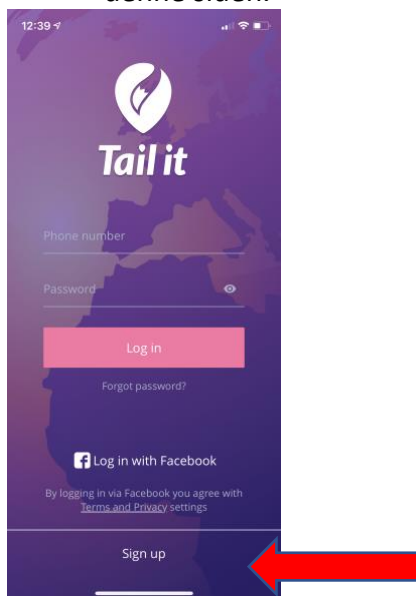 12:39
Tail it
Phone number
Password
Log in
Forgot password?
Log in with Facebook
By logging in via Facebook you agree with
Terms and Privacy settings
Sign up